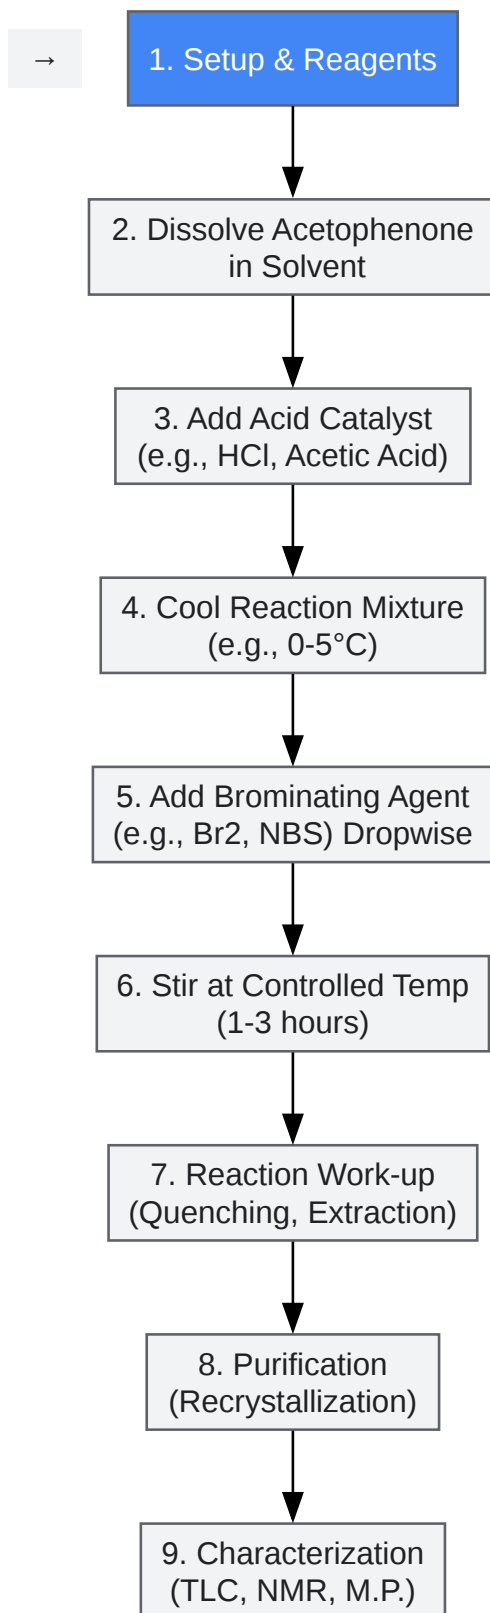 →
1. Setup & Reagents
2. Dissolve Acetophenone
in Solvent
3. Add Acid Catalyst
(e.g., HCl, Acetic Acid)
4. Cool Reaction Mixture
(e.g., 0-5°C)
5. Add Brominating Agent
(e.g., Br2, NBS) Dropwise
6. Stir at Controlled Temp
(1-3 hours)
7. Reaction Work-up
(Quenching, Extraction)
8. Purification
(Recrystallization)
9. Characterization
(TLC, NMR, M.P.)